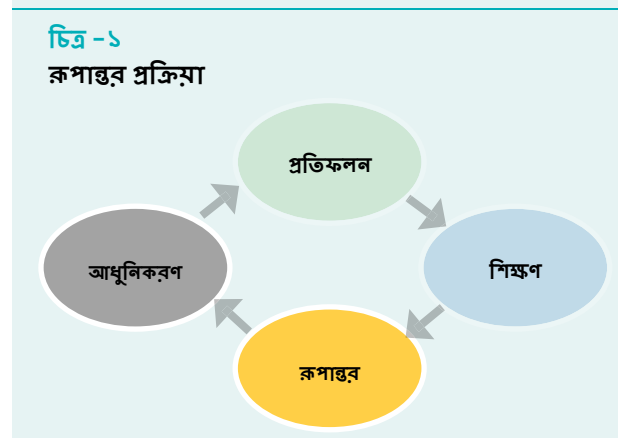 চিত্র -১
রূপান্তর প্রক্রিয়া
প্রতিফলন
শিক্ষণ
রূপান্তর
আধুনিকরণ